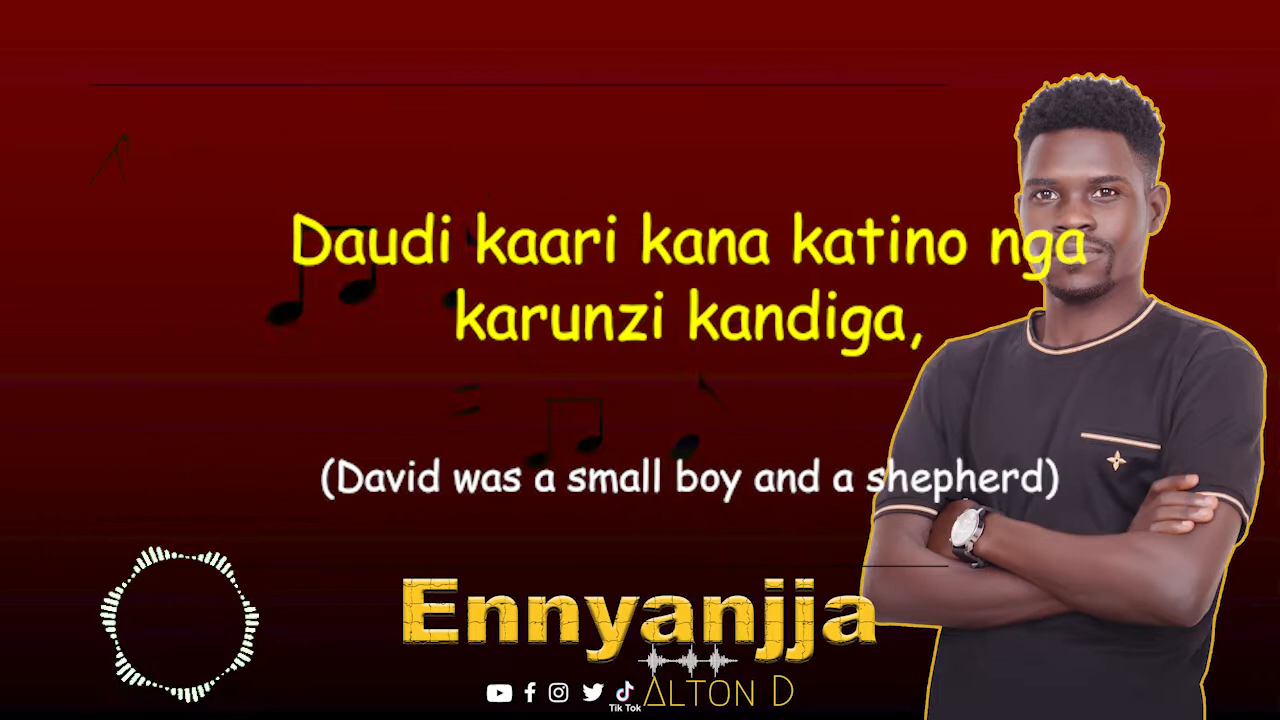 Daudi kaari kana katino nga
karunzi kandiga,
(David was a small boy and a shepherd)
Ennyanjja
Tik Tok
ALTON D